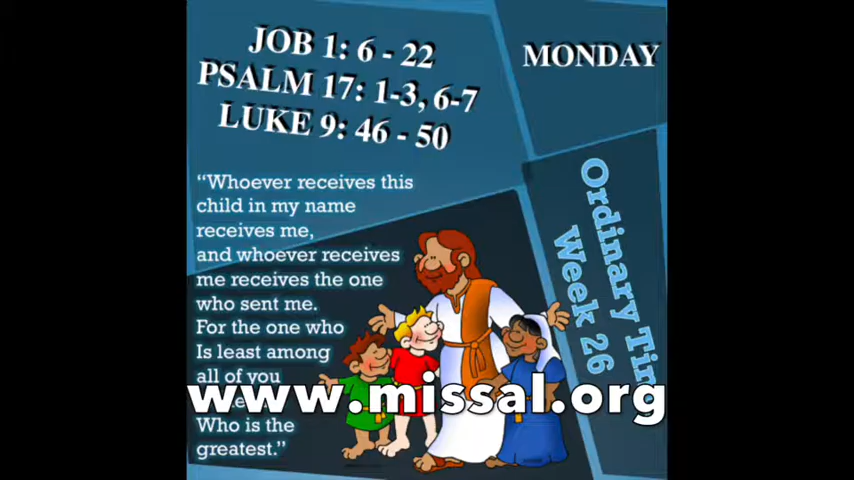 JOB 1: 6 - 22
PSALM 17: 1-3, 6-7
LUKE 9: 46 - 50
MONDAY
“Whoever receives this
child in my name
receives me,
and whoever receives
me receives the one
who sent me.
For the one who
Is least among
all of you
Who is the
greatest.”
Ordinary Tim
Week 26
www.missal.org